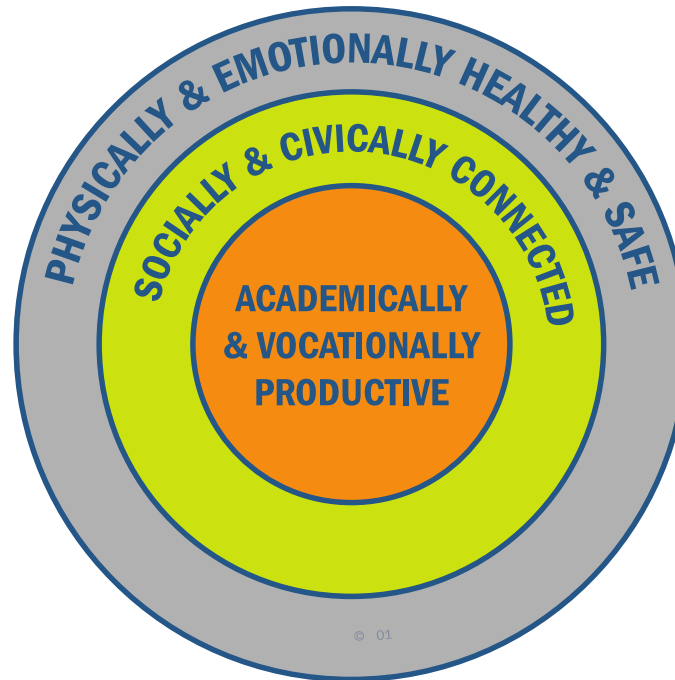 PHYSICALLY & EMOTIONALLY HEALTHY & SAFE
SOCIALLY & CIVICALLY CONNECTED
ACADEMICALLY
& VOCATIONALLY
PRODUCTIVE
© 01